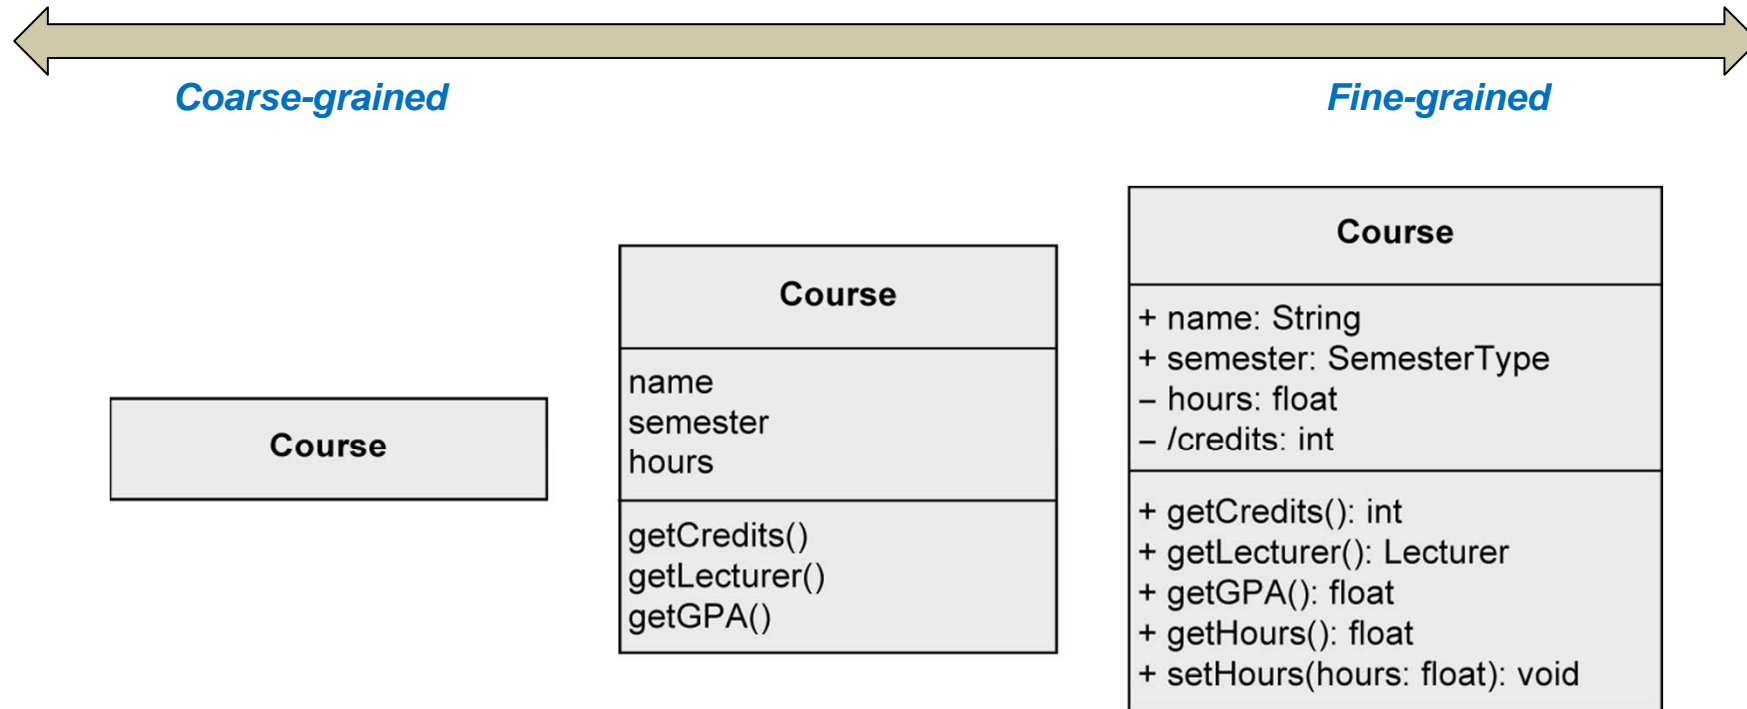 Coarse-grained
Fine-grained
Course
Course
name
semester
hours
getCredits()
getLecturer()
getGPA()
Course
+ name: String
+ semester: SemesterType
– hours: float
– /credits: int
+ getCredits(): int
+ getLecturer(): Lecturer
+ getGPA(): float
+ getHours(): float
+ setHours(hours: float): void